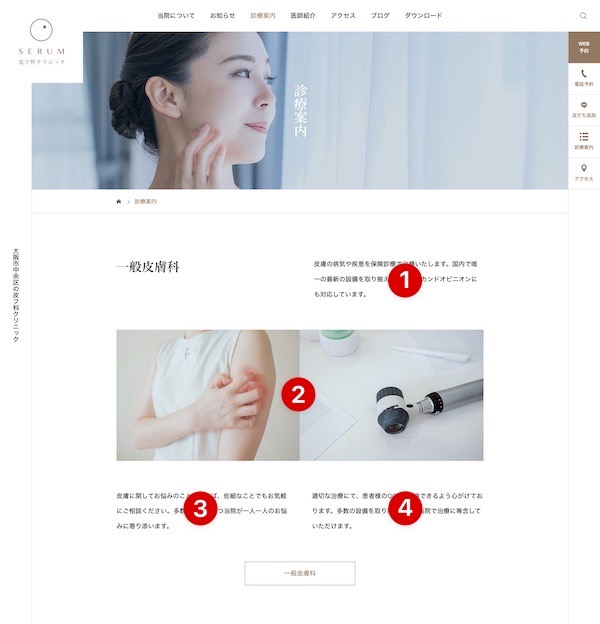 当院について お知らせ 診療案内 医師紹介 アクセス ブログ ダウンロード
SERUM
皮フ科クリニック
WEB
予約
電話予約
友だち追加
診療案内
アクセス
診療案内
診療案内
大阪市中央区の皮フ科クリニック
一般皮膚科
皮膚の病気や疾患を保険診療で治療いたします。国内で唯
一の最新の設備を取り揃え カンドオピニオンに
も対応しています。
1
2
皮膚に関してお悩みのこと ば、些細なことでもお気軽
にご相談ください。多数 つ当院が一人一人のお悩
みに寄り添います。
3
適切な治療にて、患者様の できるよう心がけてお
ります。多数の設備を取り 当院で治療に専念して
いただけます。
4
一般皮膚科